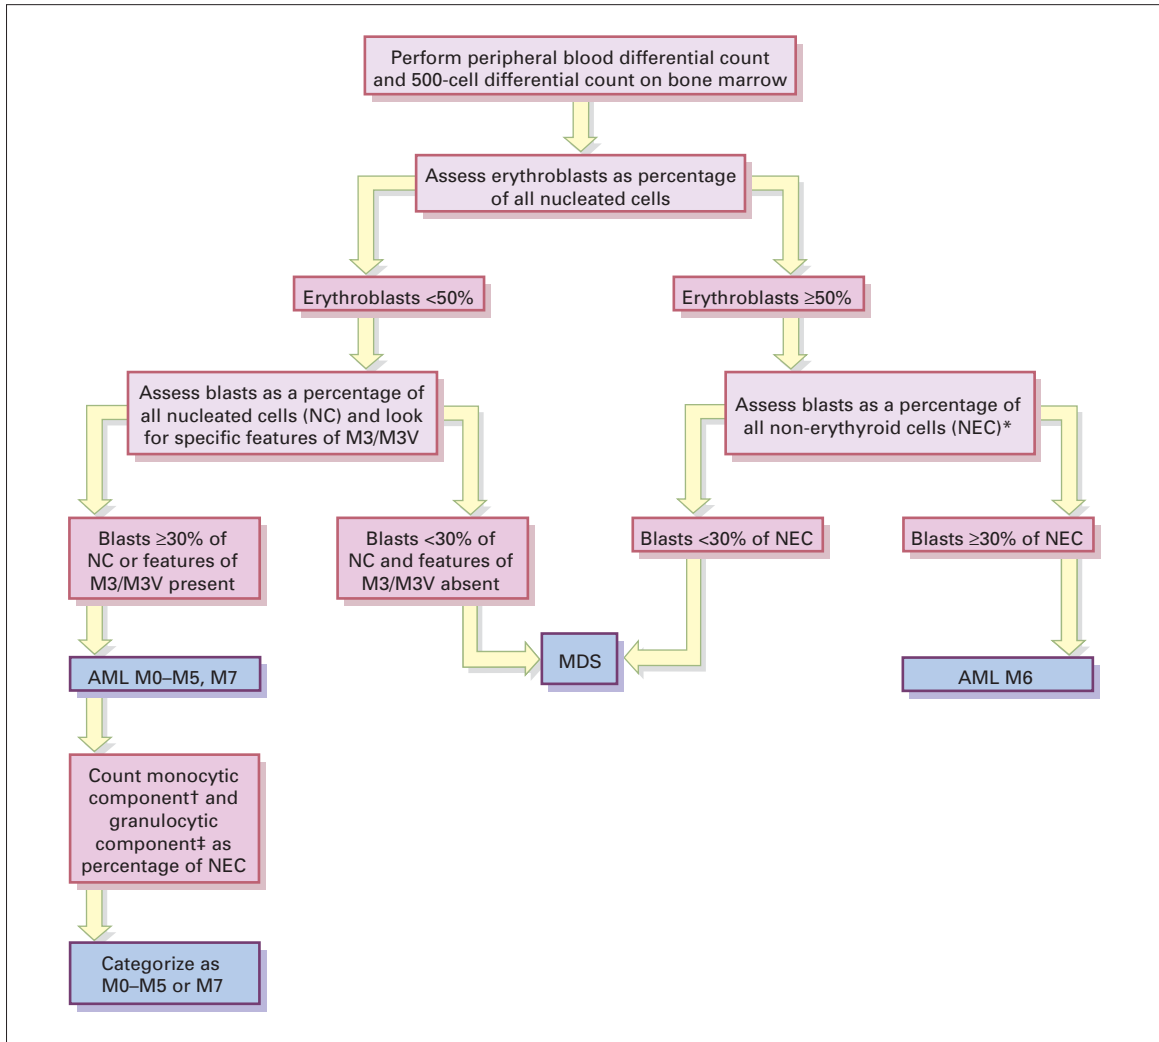 Perform peripheral blood differential count
and 500-cell differential count on bone marrow
Assess erythroblasts as percentage
of all nucleated cells
Erythroblasts <50%
Erythroblasts ≥50%
Assess blasts as a percentage of
all nucleated cells (NC) and look
for specific features of M3/M3V
Assess blasts as a percentage of
all non-erythyroid cells (NEC)*
Blasts ≥30% of
NC or features of
M3/M3V present
Blasts <30% of
NC and features of
M3/M3V absent
Blasts <30% of NEC
Blasts ≥30% of NEC
AML M0–M5, M7
MDS
AML M6
Count monocytic
component† and
granulocytic
component‡ as
percentage of NEC
Categorize as
M0–M5 or M7